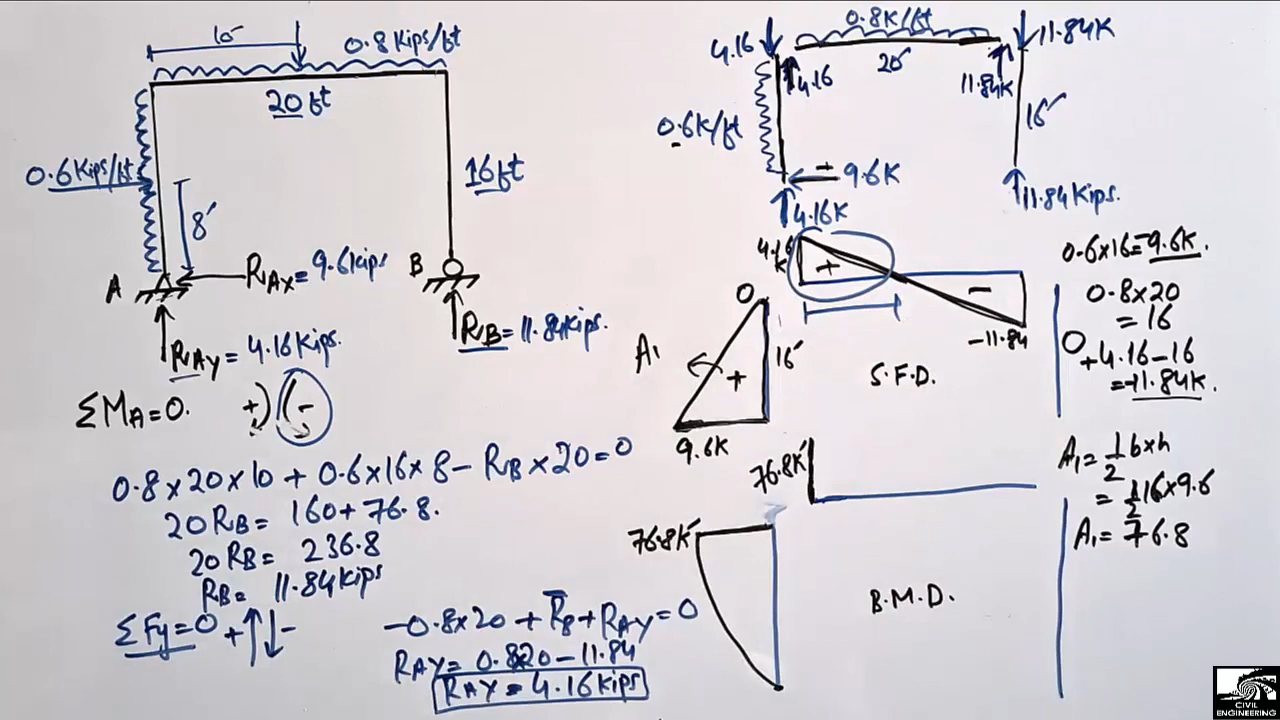 10'
0.8 Kips/ft
20 ft
0.6 Kips/ft
8'
16 ft
A
RAX = 9.6 kips
B
RAY = 4.16 Kips.
RB = 11.84 Kips.
ΣMA = 0. +) (-
0.8 × 20 × 10 + 0.6 × 16 × 8 - RB × 20 = 0
20 RB = 160 + 76.8.
20 RB = 236.8
RB = 11.84 Kips
ΣFy = 0 + ↑ ↓ -
-0.8 × 20 + RB + RAY = 0
RAY = 0.820 - 11.84
RAY = 4.16 Kips
0.8 K/ft
4.16
11.84K
4.16
20'
11.84K
0.6K/ft
16'
- 9.6K
4.16K
11.84 Kips.
4.16 K
+
-
-11.84
O
A1
+
16'
9.6K
S.F.D.
76.8K'
76.8K'
B.M.D.
0.6×16=-9.6K.
0.8×20
= 16
O
+4.16-16
=-11.84K.
A1 = 1/2 b×h
= 1/2 16×9.6
A1 = 76.8
CIVIL
ENGINEERING